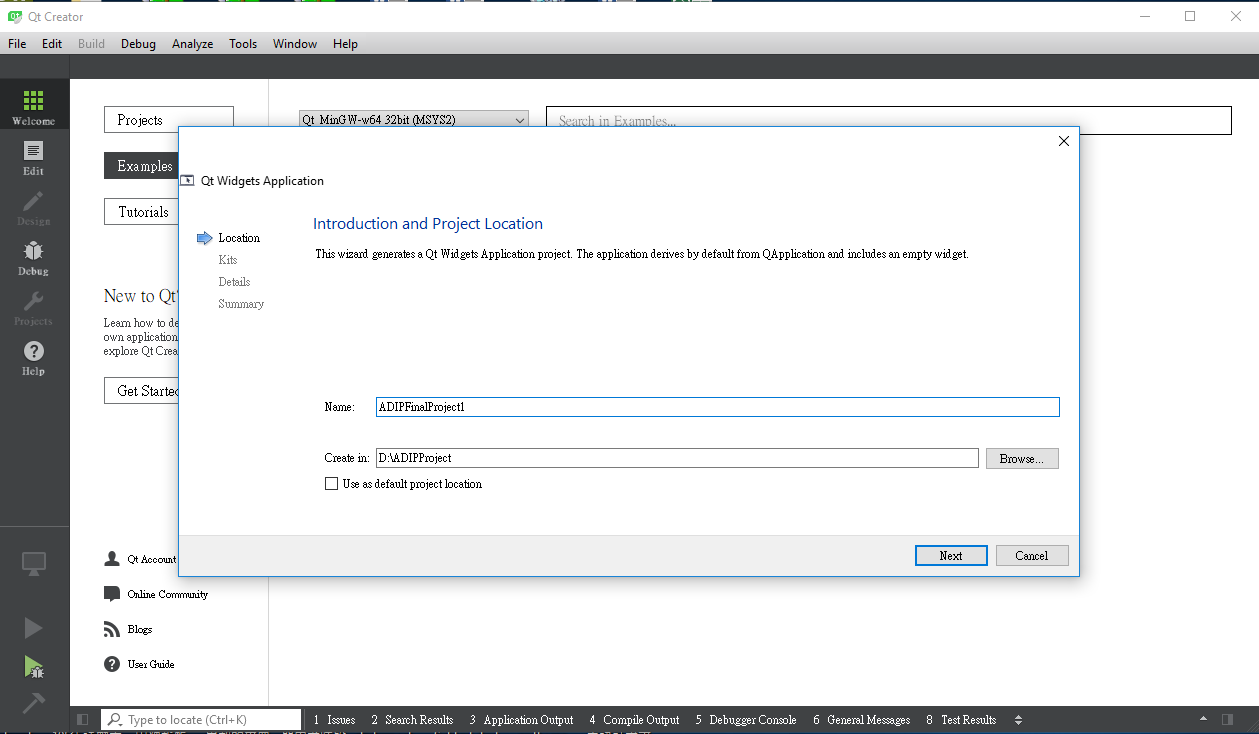 Qt Creator
File Edit Build Debug Analyze Tools Window Help
Welcome
Edit
Design
Debug
Projects
Help
Projects
Examples
Tutorials
New to Qt
Learn how to de
own application
explore Qt Crea
Get Started
Qt Account
Online Community
Blogs
User Guide
Qt MinGW-w64 32bit (MSYS2)
Search in Examples...
Qt Widgets Application
Location
Kits
Details
Summary
Introduction and Project Location
This wizard generates a Qt Widgets Application project. The application derives by default from QApplication and includes an empty widget.
Name: ADIPFinalProject1
Create in: D:\ADIPProject
Browse...
Use as default project location
Next
Cancel
Type to locate (Ctrl+K)
1 Issues 2 Search Results 3 Application Output 4 Compile Output 5 Debugger Console 6 General Messages 8 Test Results